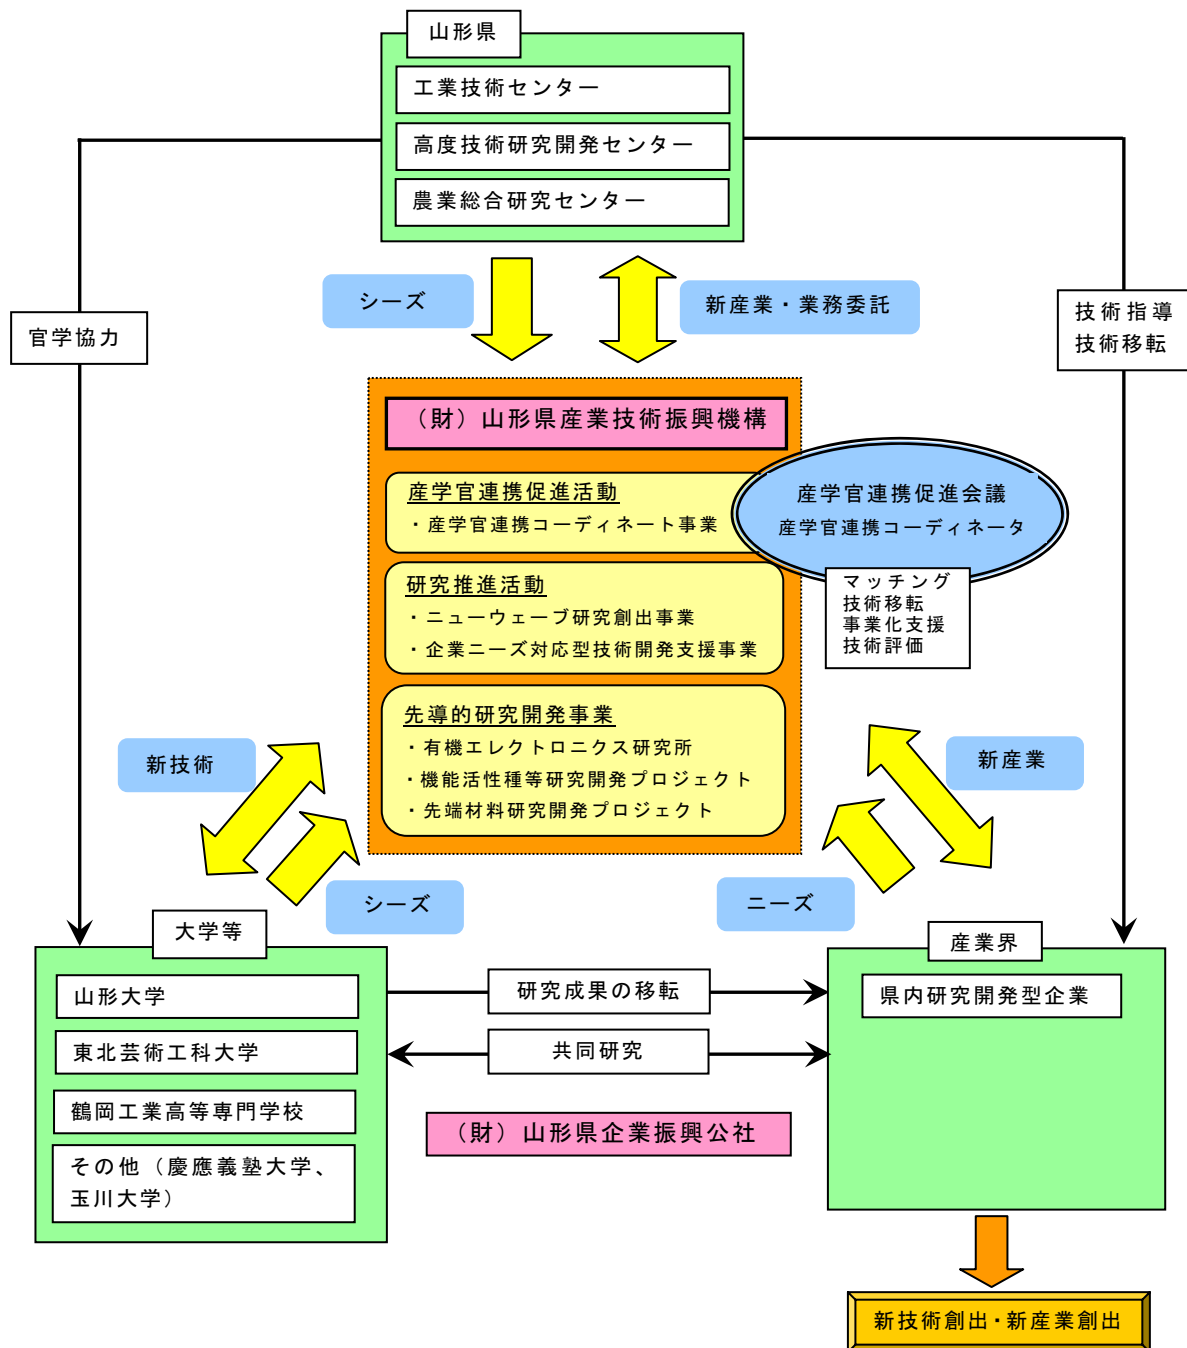 山形県
工業技術センター
高度技術研究開発センター
農業総合研究センター
シーズ
新産業・業務委託
官学協力
技術指導
技術移転
（財）山形県産業技術振興機構
産学官連携促進活動
・産学官連携コーディネート事業
産学官連携促進会議
産学官連携コーディネータ
マッチング
技術移転
事業化支援
技術評価
研究推進活動
・ニューウェーブ研究創出事業
・企業ニーズ対応型技術開発支援事業
先導的研究開発事業
・有機エレクトロニクス研究所
・機能活性種等研究開発プロジェクト
・先端材料研究開発プロジェクト
新技術
新産業
シーズ
ニーズ
大学等
山形大学
東北芸術工科大学
鶴岡工業高等専門学校
その他（慶應義塾大学、
玉川大学）
研究成果の移転
共同研究
（財）山形県企業振興公社
産業界
県内研究開発型企業
新技術創出・新産業創出